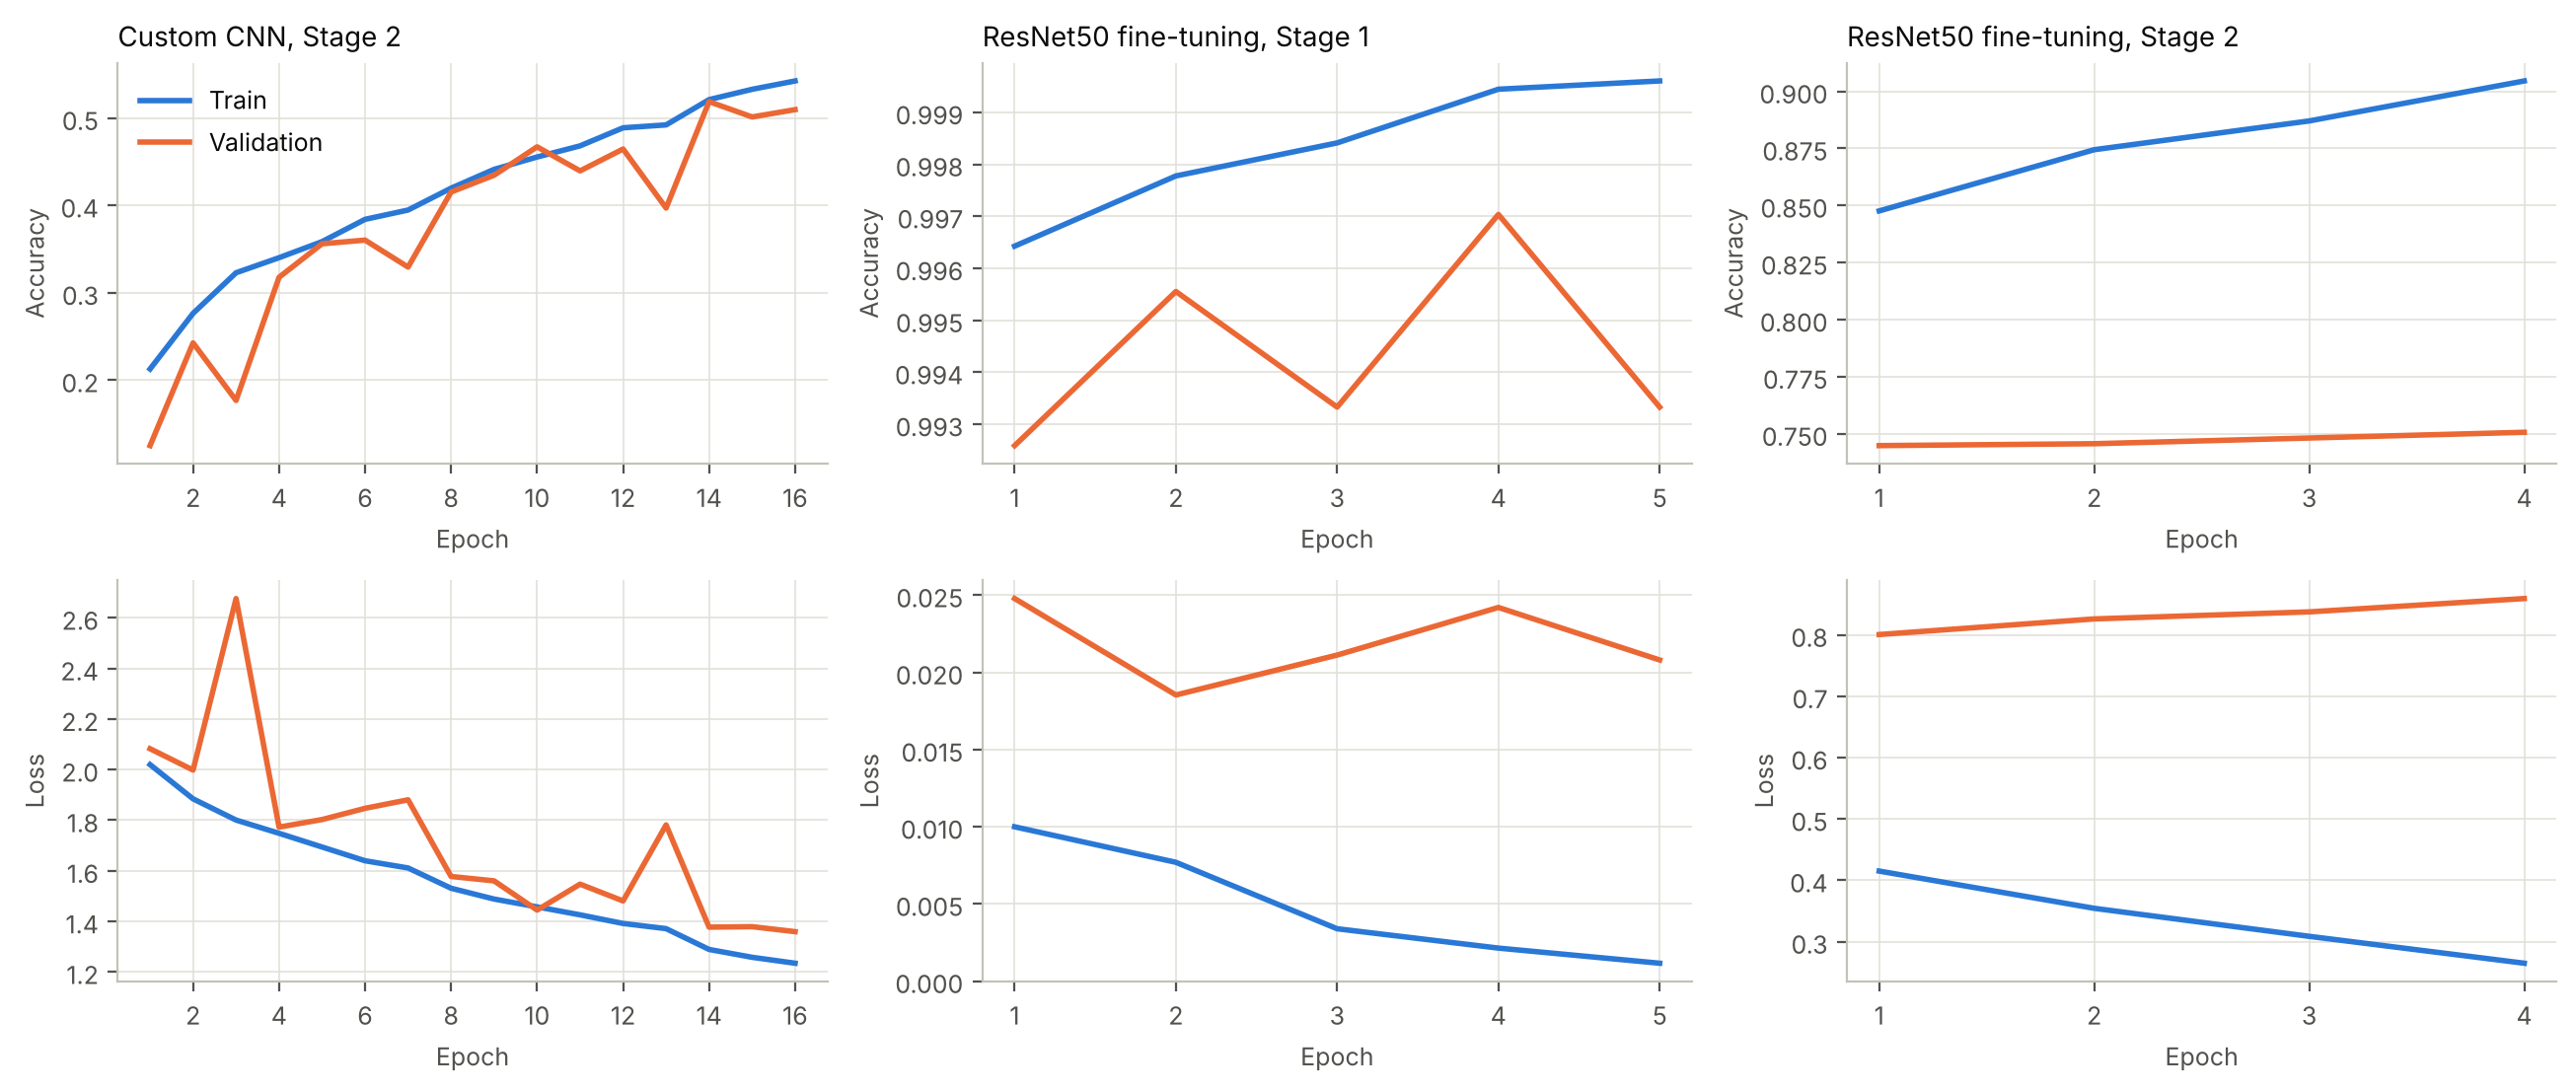 Custom CNN, Stage 2
Train
Validation
Accuracy
0.5
0.4
0.3
0.2
2 4 6 8 10 12 14 16
Epoch
ResNet50 fine-tuning, Stage 1
Accuracy
0.999
0.998
0.997
0.996
0.995
0.994
0.993
1 2 3 4 5
Epoch
ResNet50 fine-tuning, Stage 2
Accuracy
0.900
0.875
0.850
0.825
0.800
0.775
0.750
1 2 3 4
Epoch
Loss
2.6
2.4
2.2
2.0
1.8
1.6
1.4
1.2
2 4 6 8 10 12 14 16
Epoch
Loss
0.025
0.020
0.015
0.010
0.005
0.000
1 2 3 4 5
Epoch
Loss
0.8
0.7
0.6
0.5
0.4
0.3
1 2 3 4
Epoch